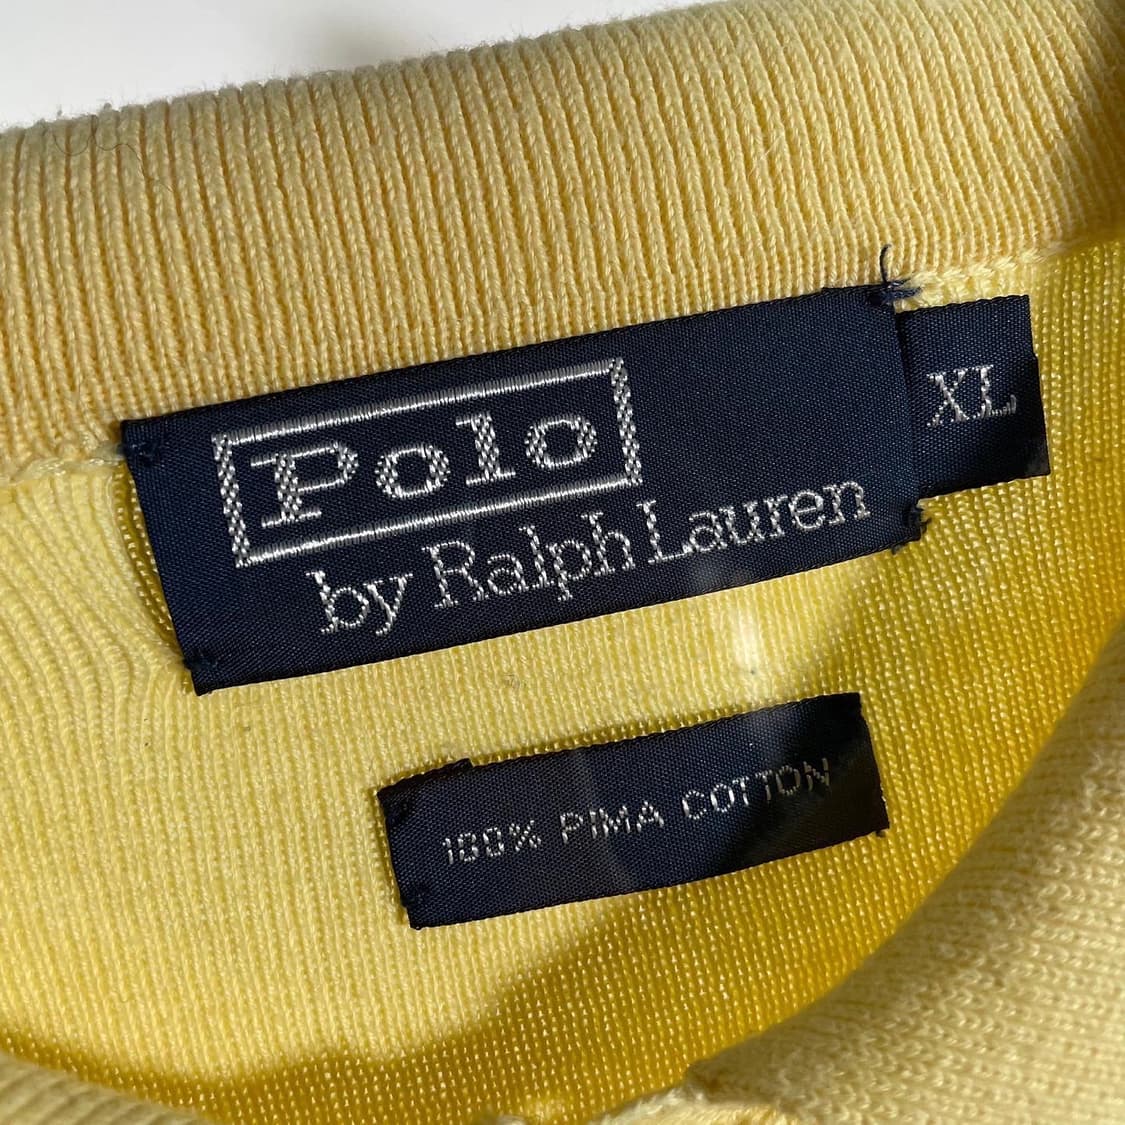 Polo
by Ralph Lauren
XL
100% PIMA COTTON